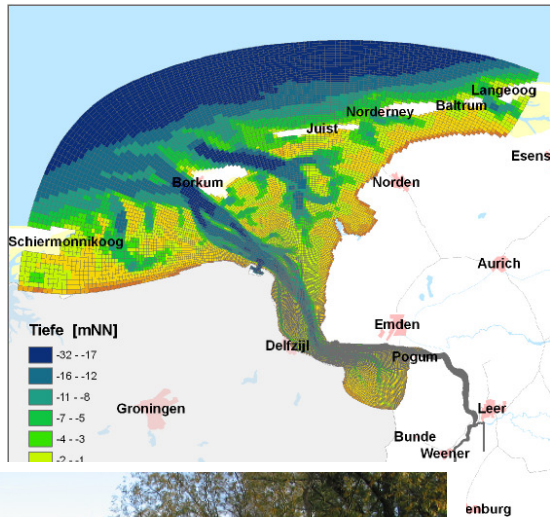 Langeoog
Baltrum
Norderney
Juist
Esens
Borkum
Norden
Schiermonnikoog
Aurich
Tiefe [mNN]
-32 - -17
-16 - -12
-11 - -8
-7 - -5
-4 - -3
-2 - -1
Emden
Delfzijl
Pogum
Groningen
Leer
Bunde
Weener
enburg